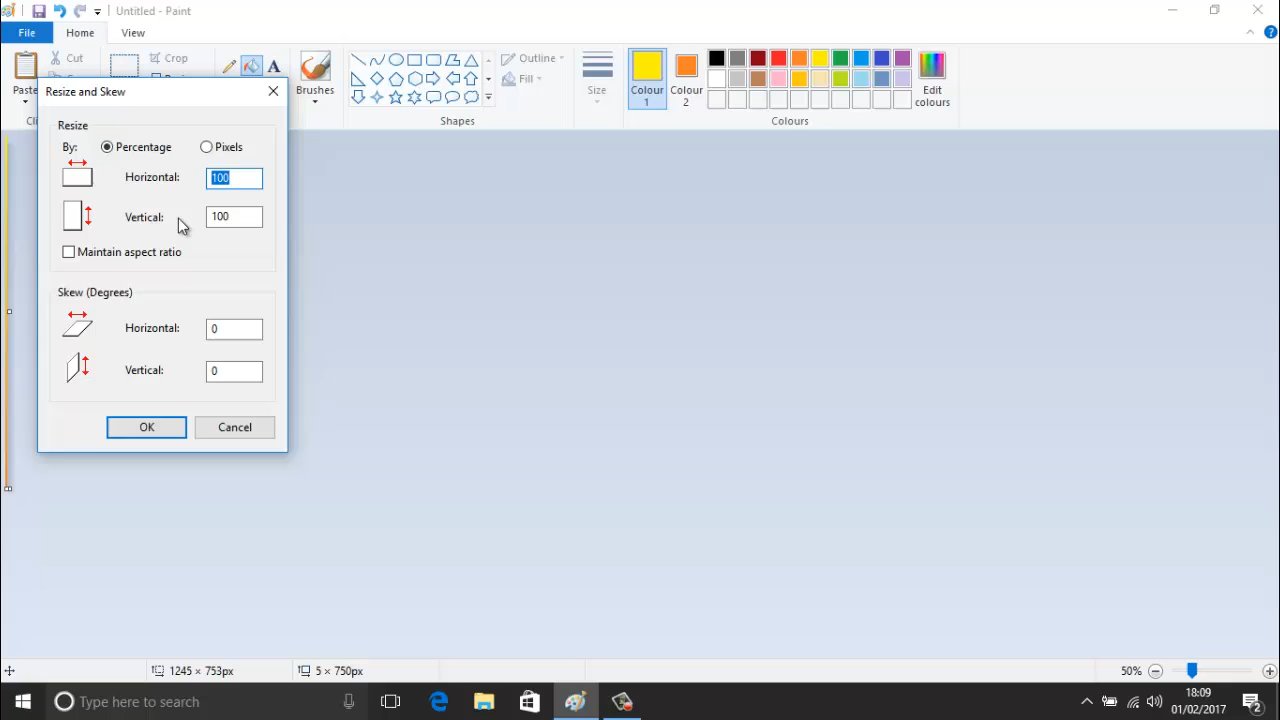 Untitled - Paint
File
Home
View
Paste
Cut
Crop
Brushes
Outline
Fill
Shapes
Size
Colour 1
Colour 2
Edit colours
Colours
Resize and Skew
Resize
By:
Percentage
Pixels
Horizontal:
100
Vertical:
100
Maintain aspect ratio
Skew (Degrees)
Horizontal:
0
Vertical:
0
OK
Cancel
1245 × 753px
5 × 750px
50%
Type here to search
18:09
01/02/2017
2